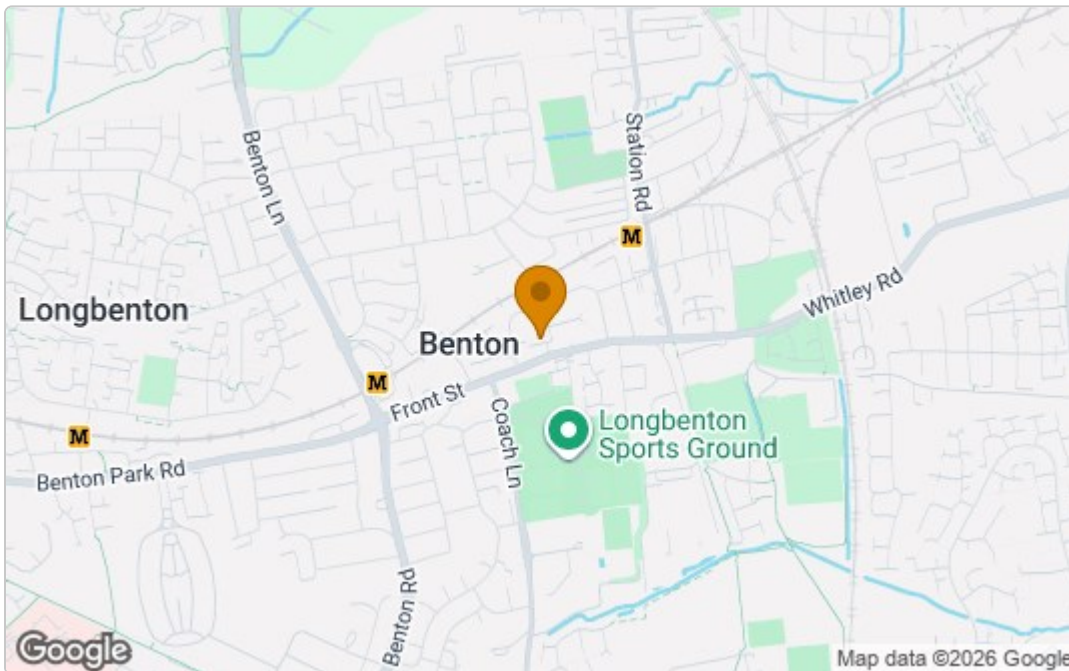 Benton Ln
Station Rd
M
Whitley Rd
Longbenton
Benton
M
Front St
Coach Ln
Longbenton
Sports Ground
M
Benton Park Rd
Benton Rd
Google
Map data ©2026 Google